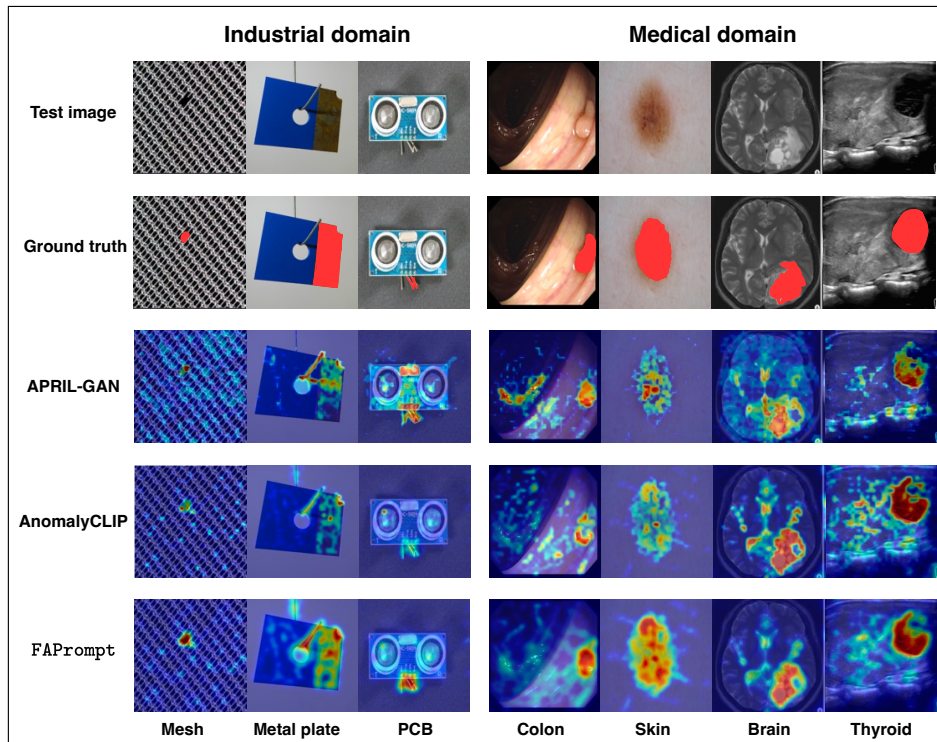 Industrial domain
Medical domain
Test image
Ground truth
APRIL-GAN
AnomalyCLIP
FAPrompt
Mesh
Metal plate
PCB
Colon
Skin
Brain
Thyroid